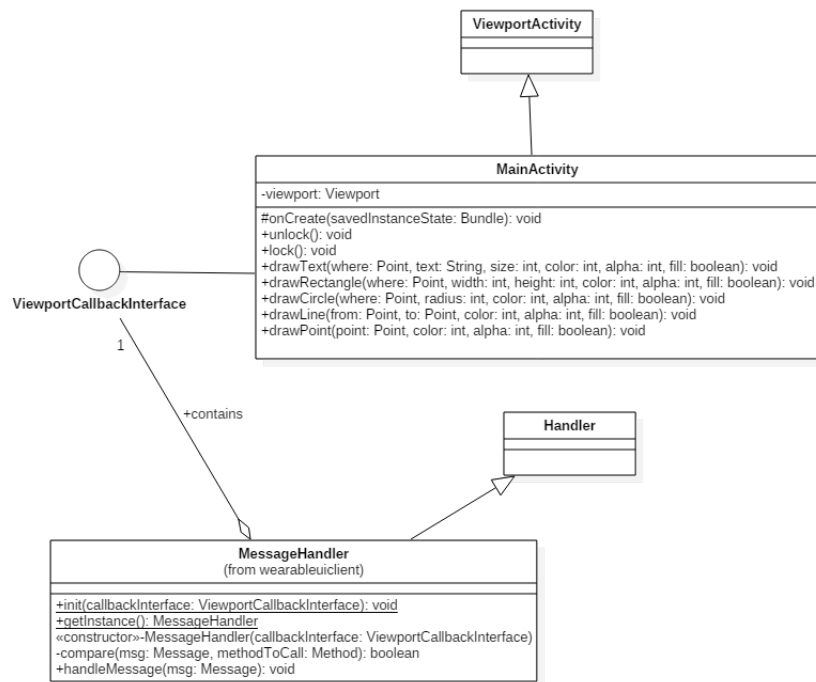 ViewportActivity
MainActivity
-viewport: Viewport
#onCreate(savedInstanceState: Bundle): void
+unlock(): void
+lock(): void
+drawText(where: Point, text: String, size: int, color: int, alpha: int, fill: boolean): void
+drawRectangle(where: Point, width: int, height: int, color: int, alpha: int, fill: boolean): void
+drawCircle(where: Point, radius: int, color: int, alpha: int, fill: boolean): void
+drawLine(from: Point, to: Point, color: int, alpha: int, fill: boolean): void
+drawPoint(point: Point, color: int, alpha: int, fill: boolean): void
ViewportCallbackInterface
1
+contains
Handler
MessageHandler
(from wearableuiclient)
+init(callbackInterface: ViewportCallbackInterface): void
+getInstance(): MessageHandler
«constructor»-MessageHandler(callbackInterface: ViewportCallbackInterface)
-compare(msg: Message, methodToCall: Method): boolean
+handleMessage(msg: Message): void